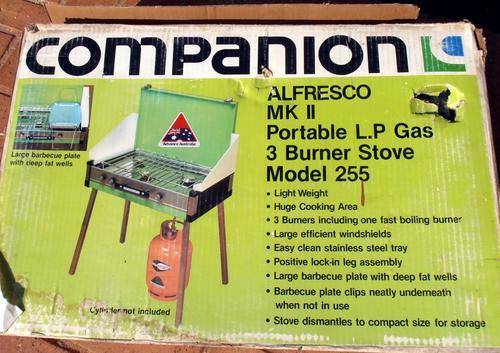 companion
ALFRESCO
MK II
Portable L.P Gas
3 Burner Stove
Model 255
Large barbecue plate
with deep fat wells
Advance Australia
• Light Weight
• Huge Cooking Area
• 3 Burners including one fast boiling burner
• Large efficient windshields
• Easy clean stainless steel tray
• Positive lock-in leg assembly
• Large barbecue plate with deep fat wells
• Barbecue plate clips neatly underneath
when not in use
• Stove dismantles to compact size for storage
Cylinder not included